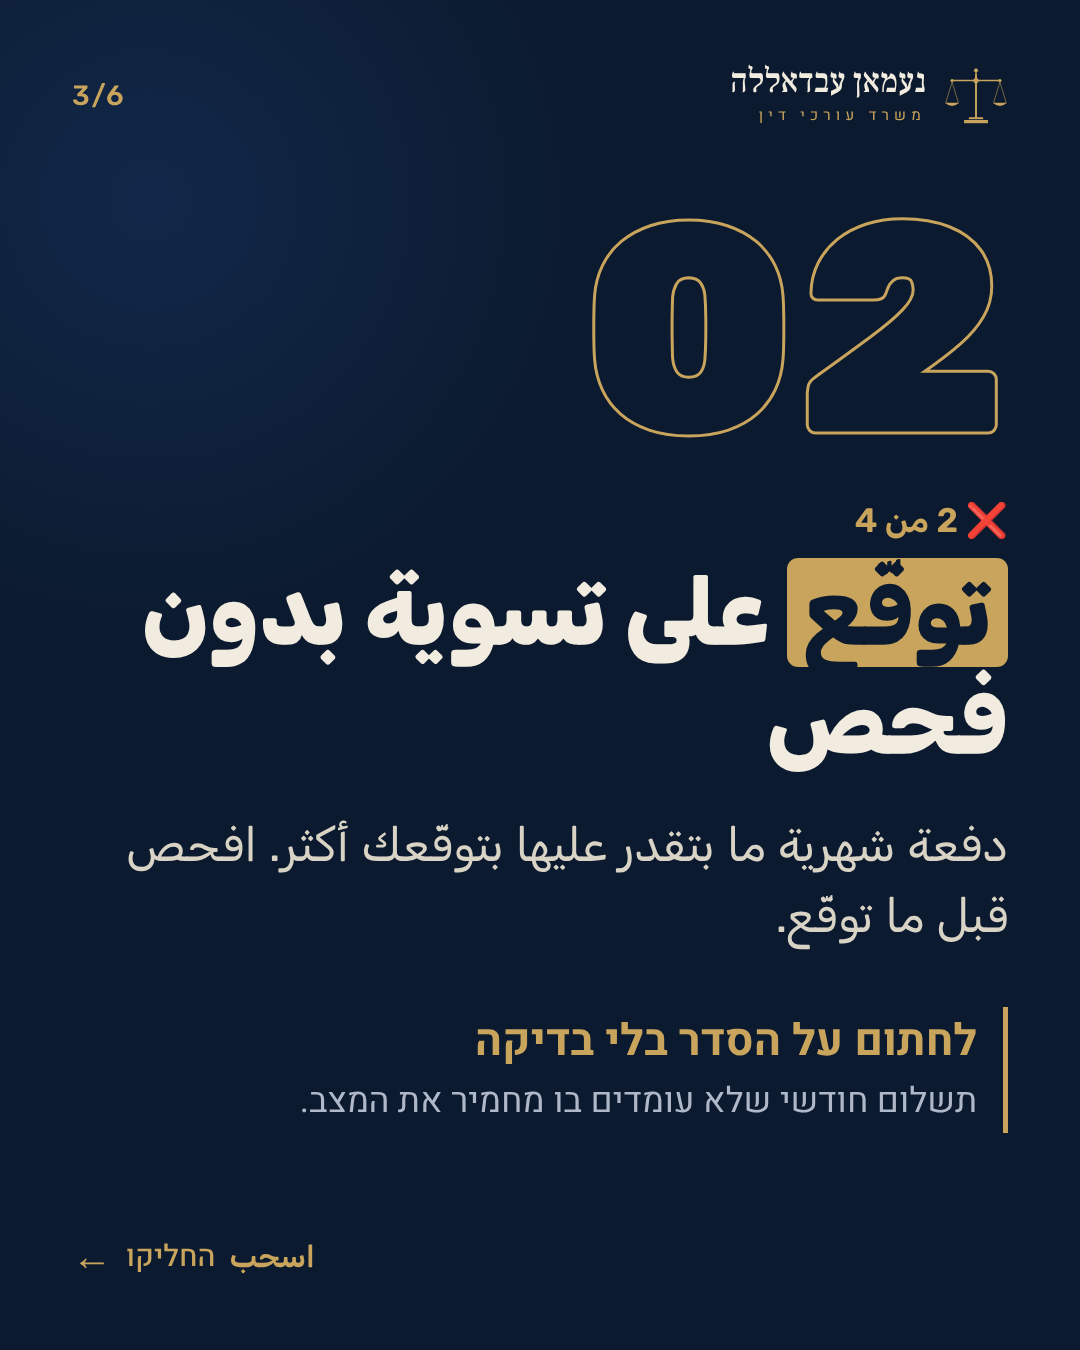 נעמאן עבדאללה
משרד עורכי דין
3/6
02
❌ 2 من 4
توقّع على تسوية بدون
فحص
دفعة شهرية ما بتقدر عليها بتوقّعك أكثر. افحص
قبل ما توقّع.
לחתום על הסדר בלי בדיקה
תשלום חודשי שלא עומדים בו מחמיר את המצב.
اسحب החליקו ←